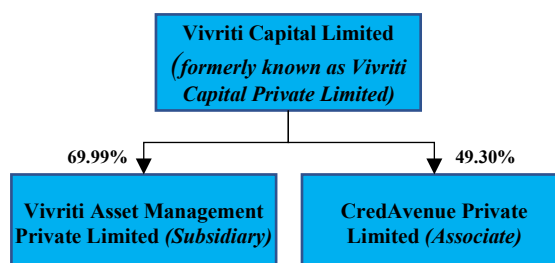 Vivriti Capital Limited
(formerly known as Vivriti
Capital Private Limited)
69.99%
49.30%
Vivriti Asset Management
Private Limited (Subsidiary)
CredAvenue Private
Limited (Associate)